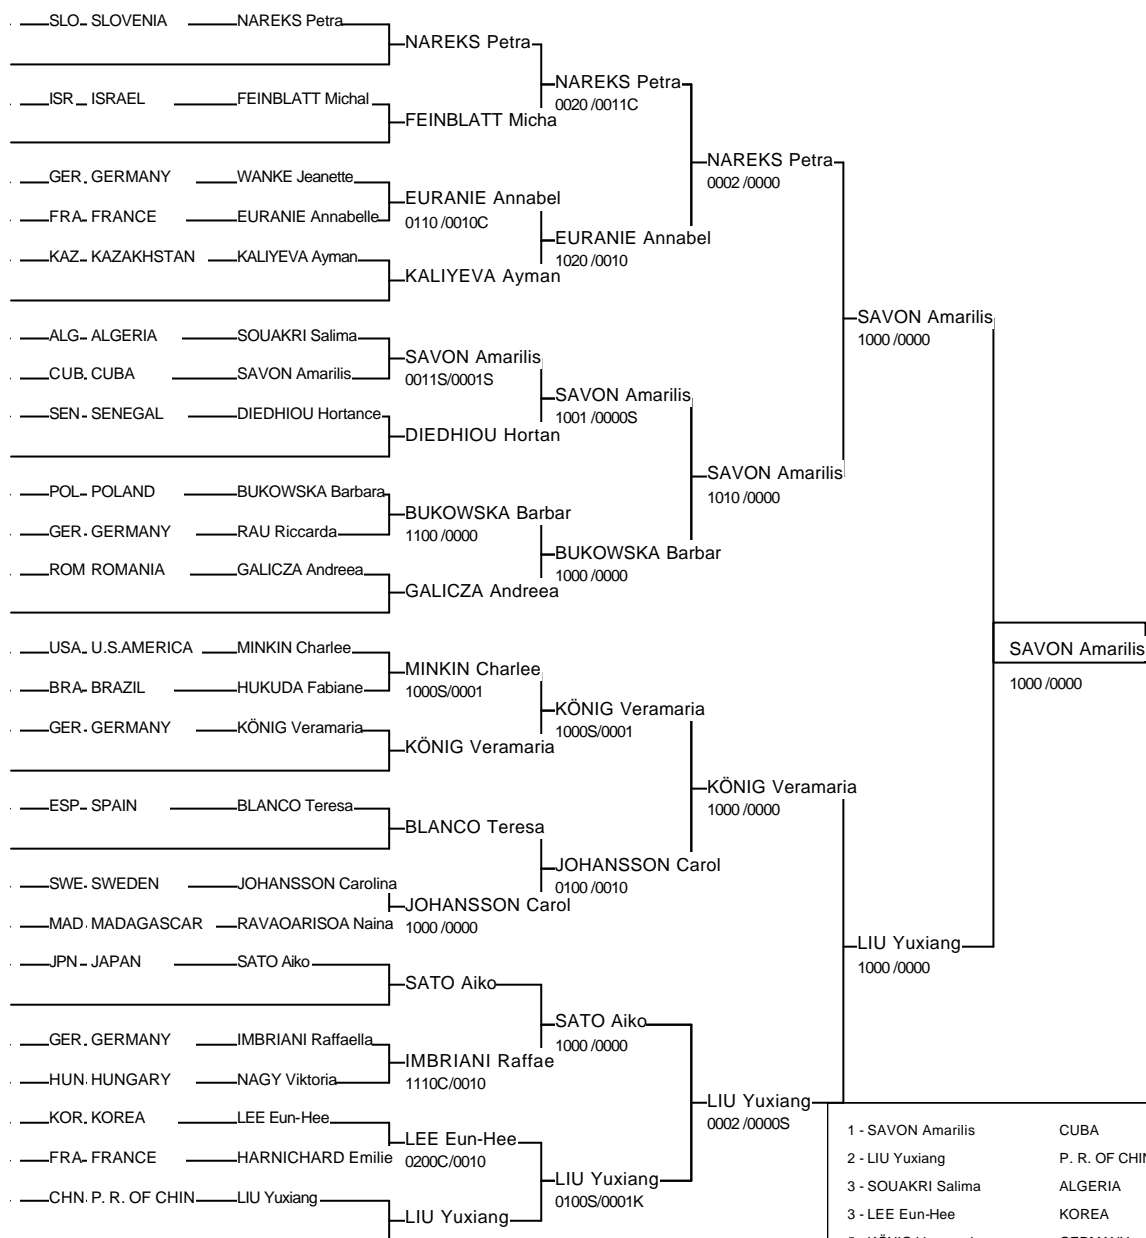 SLO SLOVENIA NAREKS Petra
NAREKS Petra
NAREKS Petra
0020 /0011C
ISR ISRAEL FEINBLATT Michal
FEINBLATT Micha
NAREKS Petra
0002 /0000
GER GERMANY WANKE Jeanette
EURANIE Annabel
0110 /0010C
FRA FRANCE EURANIE Annabelle
EURANIE Annabel
1020 /0010
KAZ KAZAKHSTAN KALIYEVA Ayman
KALIYEVA Ayman
SAVON Amarilis
1000 /0000
ALG ALGERIA SOUAKRI Salima
SAVON Amarilis
0011S/0001S
CUB CUBA SAVON Amarilis
SAVON Amarilis
1001 /0000S
SEN SENEGAL DIEDHIOU Hortance
DIEDHIOU Hortan
SAVON Amarilis
1010 /0000
POL POLAND BUKOWSKA Barbara
BUKOWSKA Barbar
1100 /0000
GER GERMANY RAU Riccarda
BUKOWSKA Barbar
1000 /0000
ROM ROMANIA GALICZA Andreea
GALICZA Andreea
SAVON Amarilis
1000 /0000
USA U.S.AMERICA MINKIN Charlee
MINKIN Charlee
1000S/0001
BRA BRAZIL HUKUDA Fabiane
KÖNIG Veramaria
1000S/0001
GER GERMANY KÖNIG Veramaria
KÖNIG Veramaria
KÖNIG Veramaria
1000 /0000
ESP SPAIN BLANCO Teresa
BLANCO Teresa
JOHANSSON Carol
0100 /0010
SWE SWEDEN JOHANSSON Carolina
JOHANSSON Carol
1000 /0000
MAD MADAGASCAR RAVAOARISOA Naina
LIU Yuxiang
1000 /0000
JPN JAPAN SATO Aiko
SATO Aiko
SATO Aiko
1000 /0000
GER GERMANY IMBRIANI Raffaella
IMBRIANI Raffae
1110C/0010
HUN HUNGARY NAGY Viktoria
LIU Yuxiang
0002 /0000S
KOR KOREA LEE Eun-Hee
LEE Eun-Hee
0200C/0010
FRA FRANCE HARNICHARD Emilie
LIU Yuxiang
0100S/0001K
CHN P. R. OF CHIN LIU Yuxiang
LIU Yuxiang
1 - SAVON Amarilis CUBA
2 - LIU Yuxiang P. R. OF CHIN
3 - SOUAKRI Salima ALGERIA
3 - LEE Eun-Hee KOREA